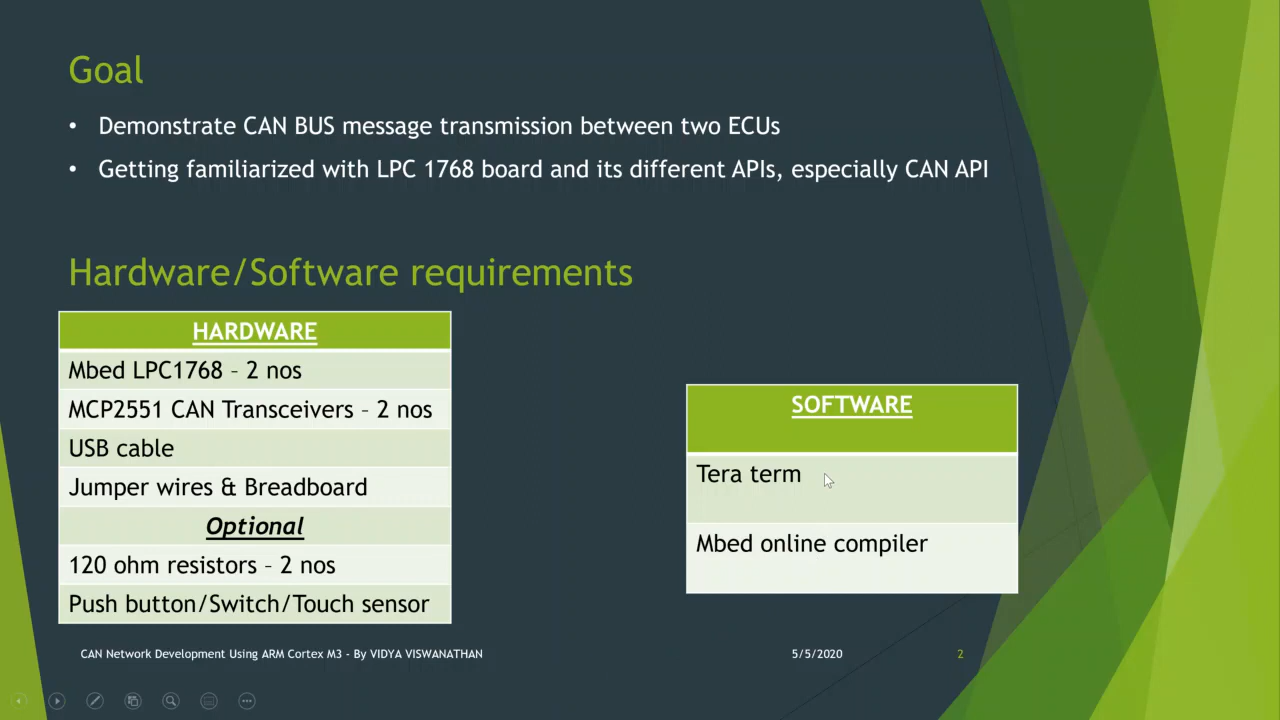 Goal
• Demonstrate CAN BUS message transmission between two ECUs
• Getting familiarized with LPC 1768 board and its different APIs, especially CAN API
Hardware/Software requirements
HARDWARE
Mbed LPC1768 – 2 nos
MCP2551 CAN Transceivers – 2 nos
USB cable
Jumper wires & Breadboard
Optional
120 ohm resistors – 2 nos
Push button/Switch/Touch sensor
SOFTWARE
Tera term
Mbed online compiler
CAN Network Development Using ARM Cortex M3 - By VIDYA VISWANATHAN
5/5/2020
2